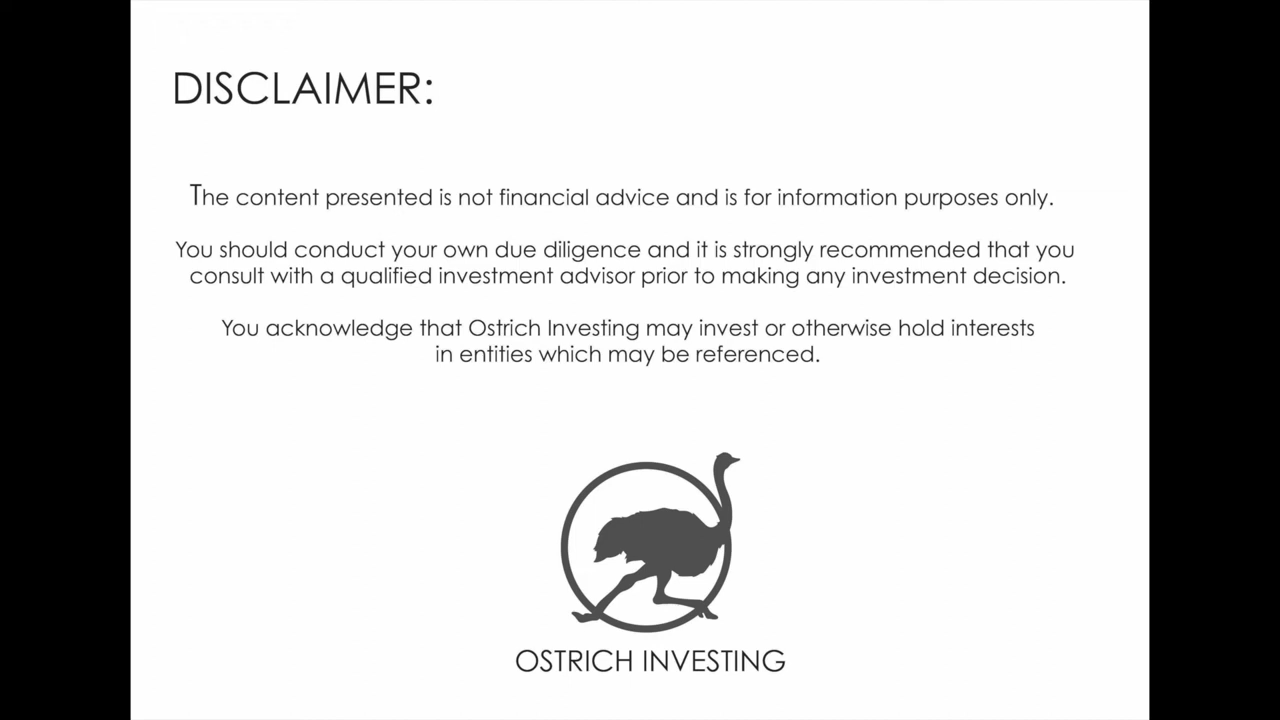 DISCLAIMER:
The content presented is not financial advice and is for information purposes only.
You should conduct your own due diligence and it is strongly recommended that you
consult with a qualified investment advisor prior to making any investment decision.
You acknowledge that Ostrich Investing may invest or otherwise hold interests
in entities which may be referenced.
OSTRICH INVESTING